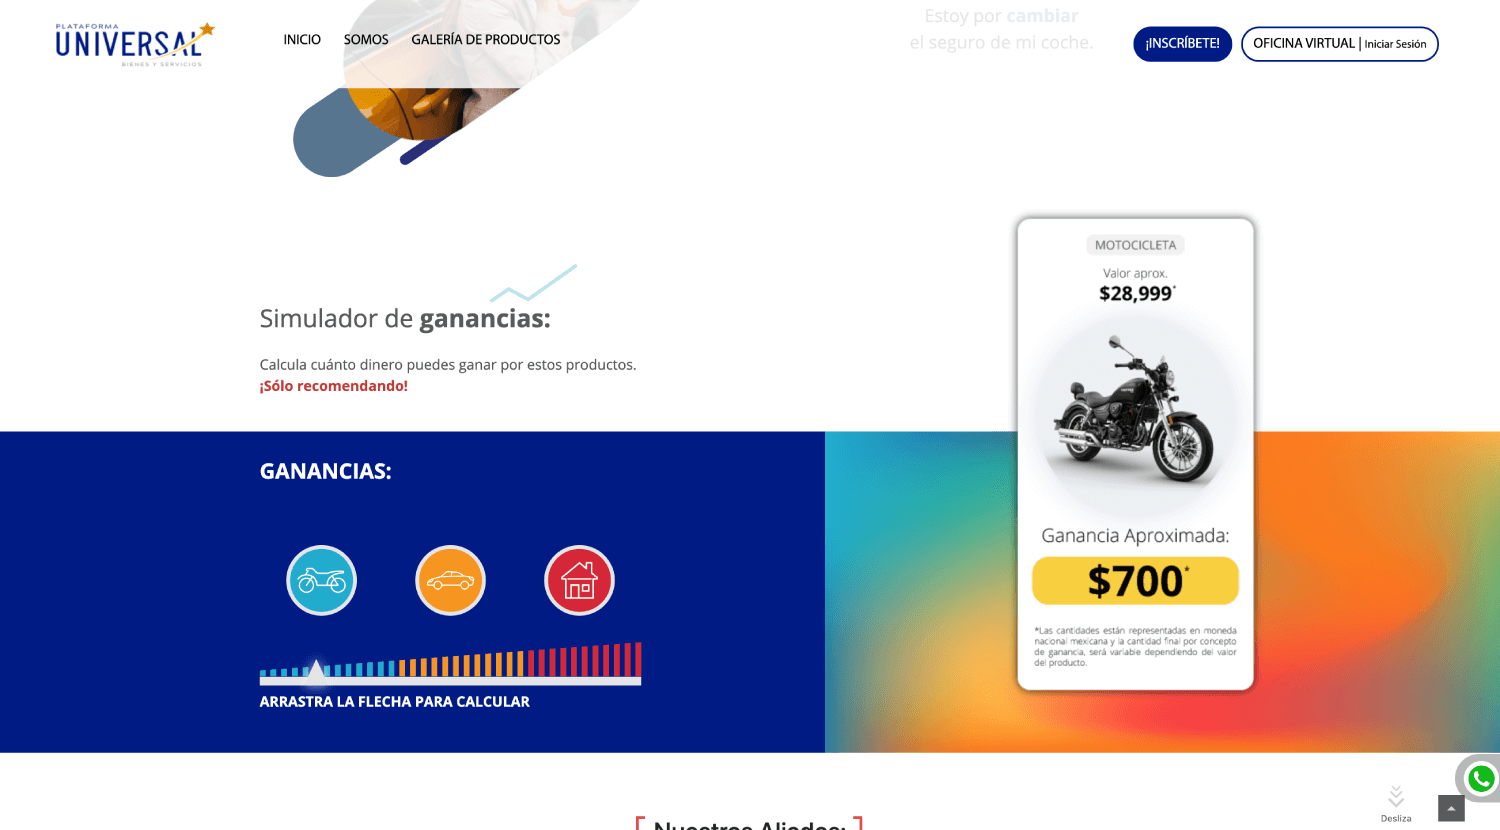 PLATAFORMA
UNIVERSAL
BIENES Y SERVICIOS
INICIO
SOMOS
GALERÍA DE PRODUCTOS
Estoy por cambiar
el seguro de mi coche.
¡INSCRÍBETE!
OFICINA VIRTUAL | Iniciar Sesión
Simulador de ganancias:
Calcula cuánto dinero puedes ganar por estos productos.
¡Sólo recomendando!
GANANCIAS:
ARRASTRA LA FLECHA PARA CALCULAR
MOTOCICLETA
Valor aprox.
$28,999*
Ganancia Aproximada:
$700*
*Las cantidades están representadas en moneda
nacional mexicana y la cantidad final por concepto
de ganancia, será variable dependiendo del valor
del producto.
Desliza
Nuestros Aliados: